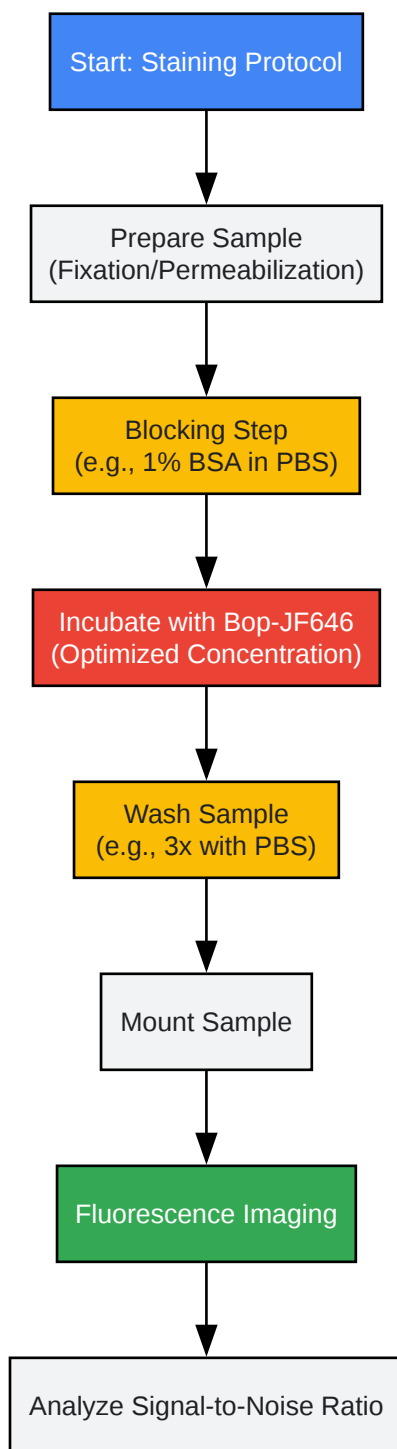 Start: Staining Protocol
Prepare Sample
(Fixation/Permeabilization)
Blocking Step
(e.g., 1% BSA in PBS)
Incubate with Bop-JF646
(Optimized Concentration)
Wash Sample
(e.g., 3x with PBS)
Mount Sample
Fluorescence Imaging
Analyze Signal-to-Noise Ratio